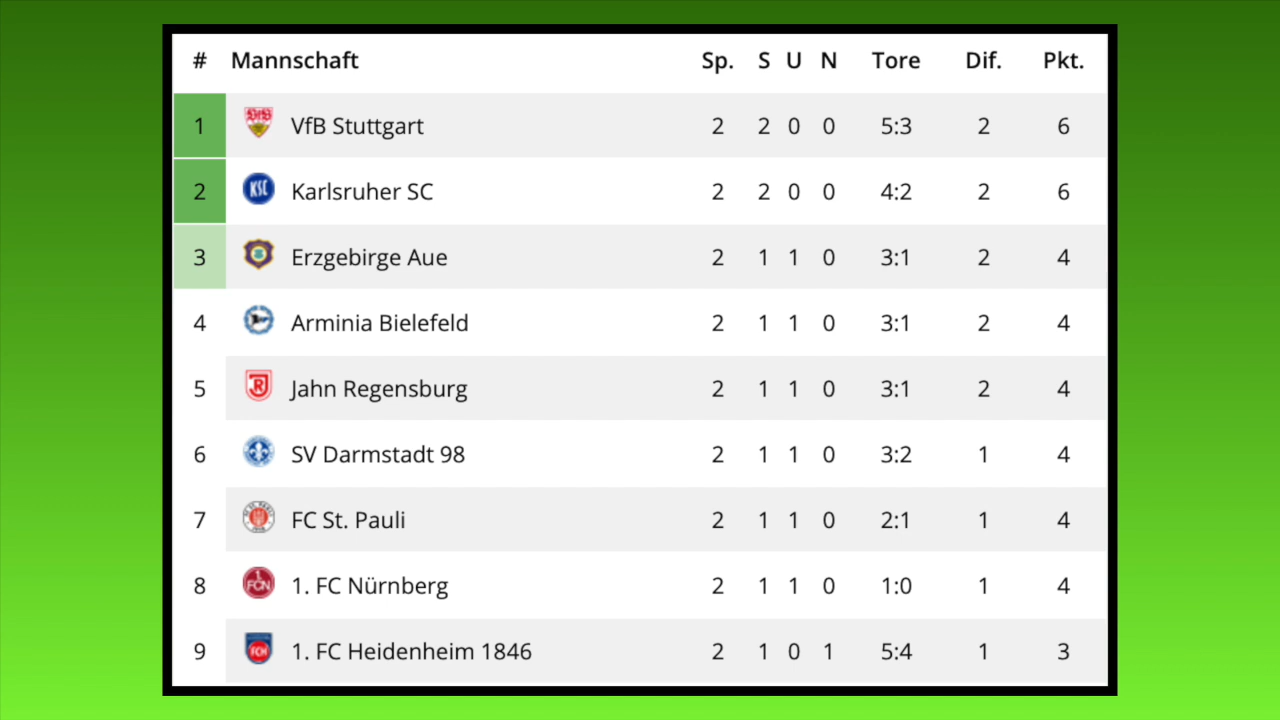 # Mannschaft Sp. S U N Tore Dif. Pkt.
1 VfB Stuttgart 2 2 0 0 5:3 2 6
2 KSC Karlsruher SC 2 2 0 0 4:2 2 6
3 Erzgebirge Aue 2 1 1 0 3:1 2 4
4 Arminia Bielefeld 2 1 1 0 3:1 2 4
5 Jahn Regensburg 2 1 1 0 3:1 2 4
6 SV Darmstadt 98 2 1 1 0 3:2 1 4
7 FC St. Pauli 2 1 1 0 2:1 1 4
8 FCN 1. FC Nürnberg 2 1 1 0 1:0 1 4
9 FCH 1. FC Heidenheim 1846 2 1 0 1 5:4 1 3